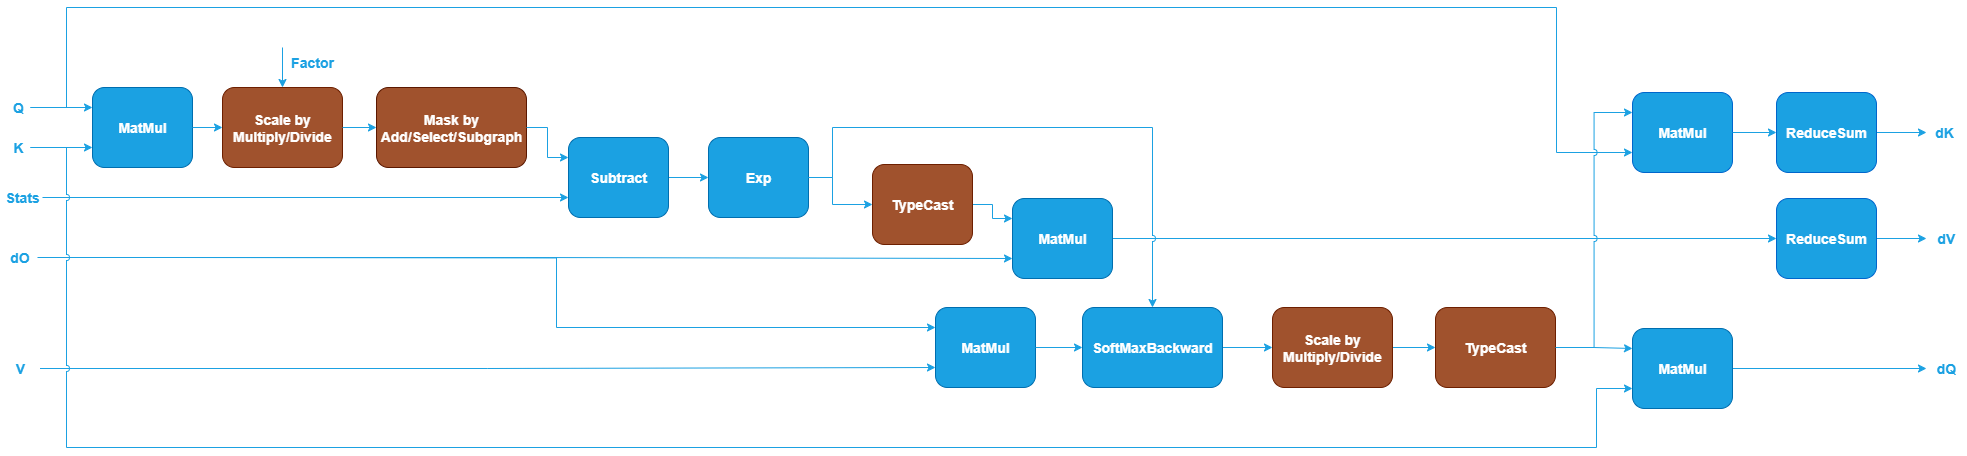 Factor
Q
K
Stats
dO
V
MatMul
Scale by
Multiply/Divide
Mask by
Add/Select/Subgraph
Subtract
Exp
TypeCast
MatMul
MatMul
SoftMaxBackward
Scale by
Multiply/Divide
TypeCast
MatMul
ReduceSum
dK
ReduceSum
dV
MatMul
dQ